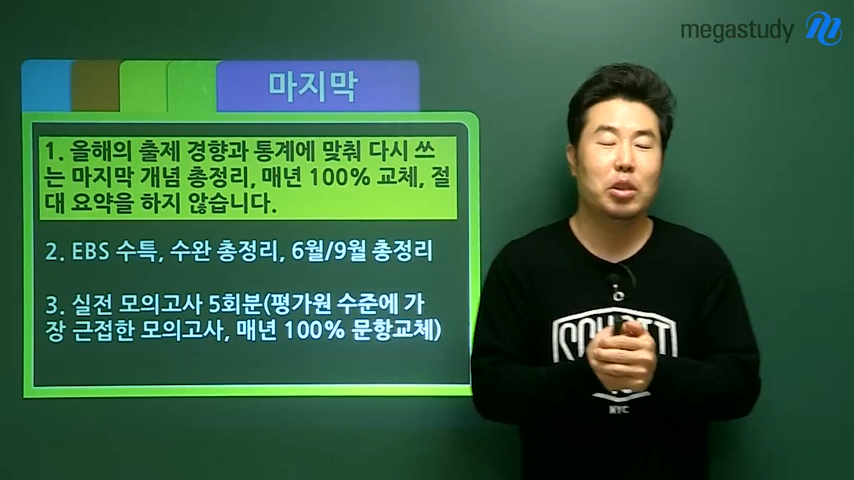 megastudy
마지막
1. 올해의 출제 경향과 통계에 맞춰 다시 쓰
는 마지막 개념 총정리, 매년 100% 교체, 절
대 요약을 하지 않습니다.
2. EBS 수특, 수완 총정리, 6월/9월 총정리
3. 실전 모의고사 5회분(평가원 수준에 가
장 근접한 모의고사, 매년 100% 문항교체)
NYC